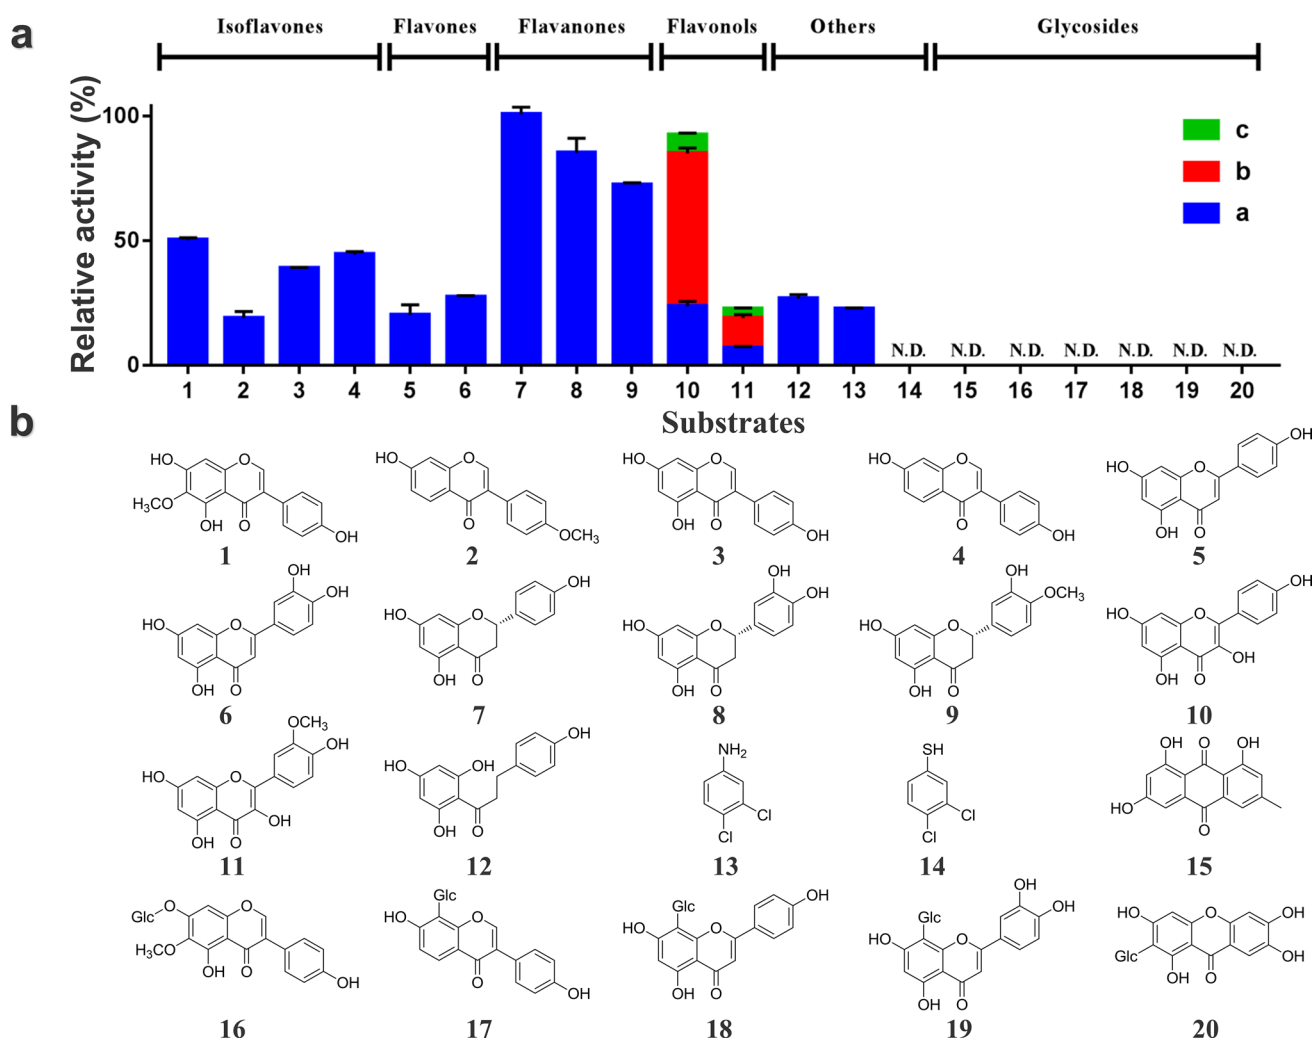 a
Isoflavones Flavones Flavanones Flavonols Others Glycosides
Relative activity (%)
100
50
0
c
b
a
N.D. N.D. N.D. N.D. N.D. N.D. N.D.
1 2 3 4 5 6 7 8 9 10 11 12 13 14 15 16 17 18 19 20
Substrates
b
HO O H3CO OH O OH
1
HO O O OCH3
2
HO O OH O OH
3
HO O O OH
4
OH HO O OH O
5
OH OH HO O OH O
6
OH HO O OH O
7
OH OH HO O OH O
8
OH OCH3 HO O OH O
9
OH HO O OH OH O
10
OCH3 OH HO O OH OH O
11
OH HO OH OH O
12
NH2 Cl Cl
13
SH Cl Cl
14
OH O OH HO O
15
O Glc O H3CO OH O OH
16
Glc HO O O OH
17
Glc OH HO O OH O
18
OH Glc OH HO O OH O
19
HO O OH Glc OH OH O
20